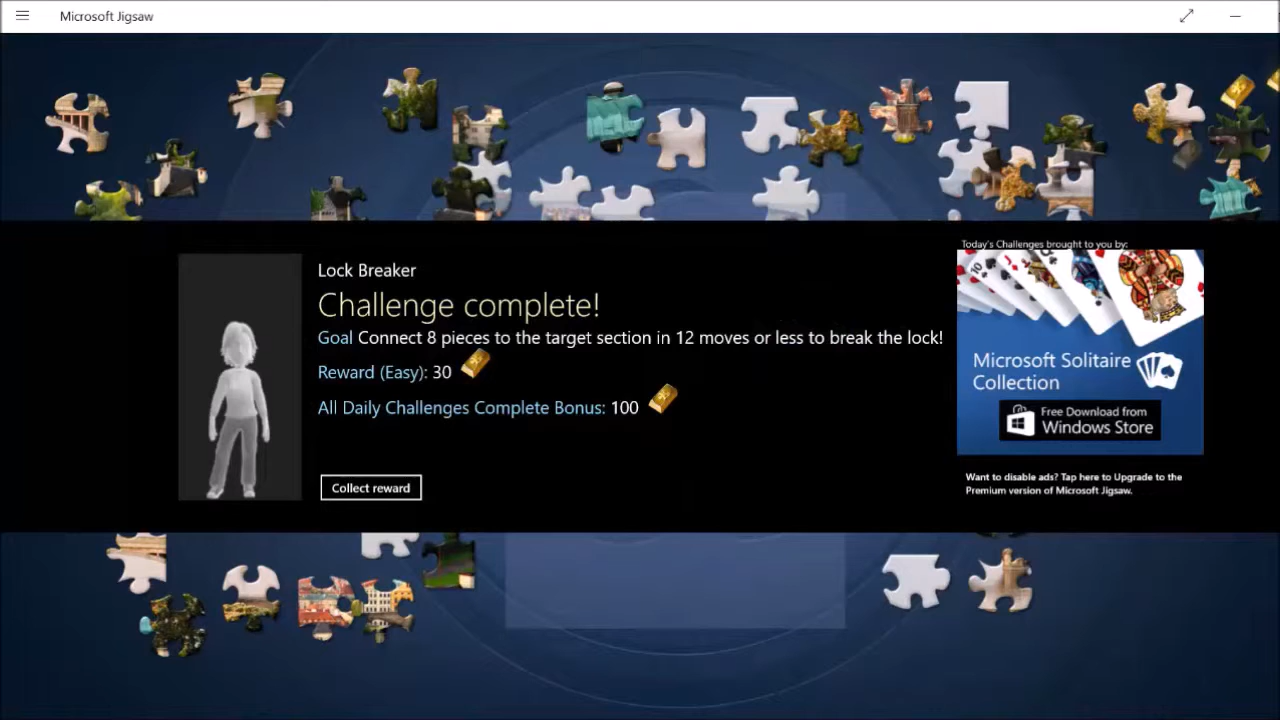 Microsoft Jigsaw
Today's Challenges brought to you by:
Lock Breaker
Challenge complete!
Goal Connect 8 pieces to the target section in 12 moves or less to break the lock!
Reward (Easy): 30
All Daily Challenges Complete Bonus: 100
Collect reward
Microsoft Solitaire
Collection
Free Download from
Windows Store
Want to disable ads? Tap here to Upgrade to the
Premium version of Microsoft Jigsaw.